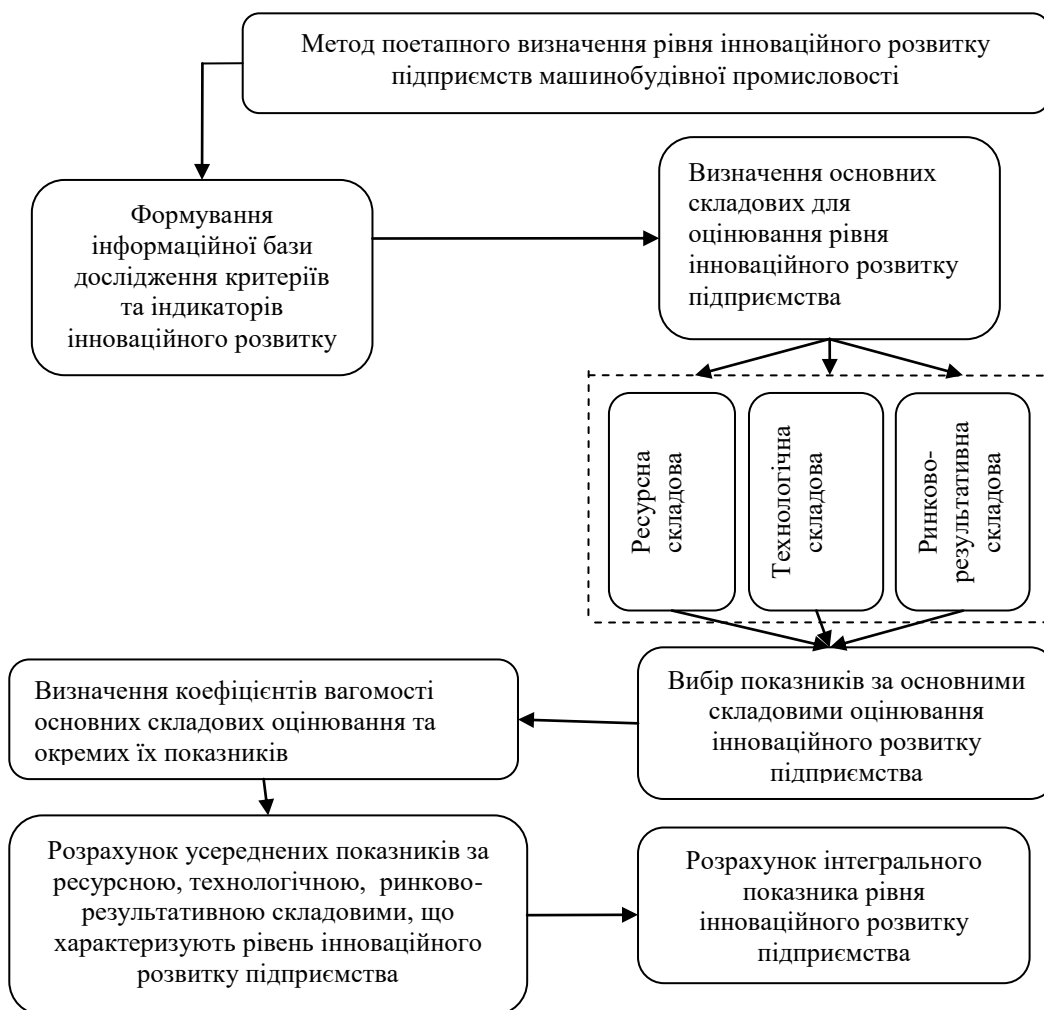 Метод поетапного визначення рівня інноваційного розвитку
підприємств машинобудівної промисловості
Формування
інформаційної бази
дослідження критеріїв
та індикаторів
інноваційного розвитку
Визначення основних
складових для
оцінювання рівня
інноваційного розвитку
підприємства
Ресурсна
складова
Технологічна
складова
Ринково-
результативна
складова
Вибір показників за основними
складовими оцінювання
інноваційного розвитку
підприємства
Визначення коефіцієнтів вагомості
основних складових оцінювання та
окремих їх показників
Розрахунок усереднених показників за
ресурсною, технологічною, ринково-
результативною складовими, що
характеризують рівень інноваційного
розвитку підприємства
Розрахунок інтегрального
показника рівня
інноваційного розвитку
підприємства